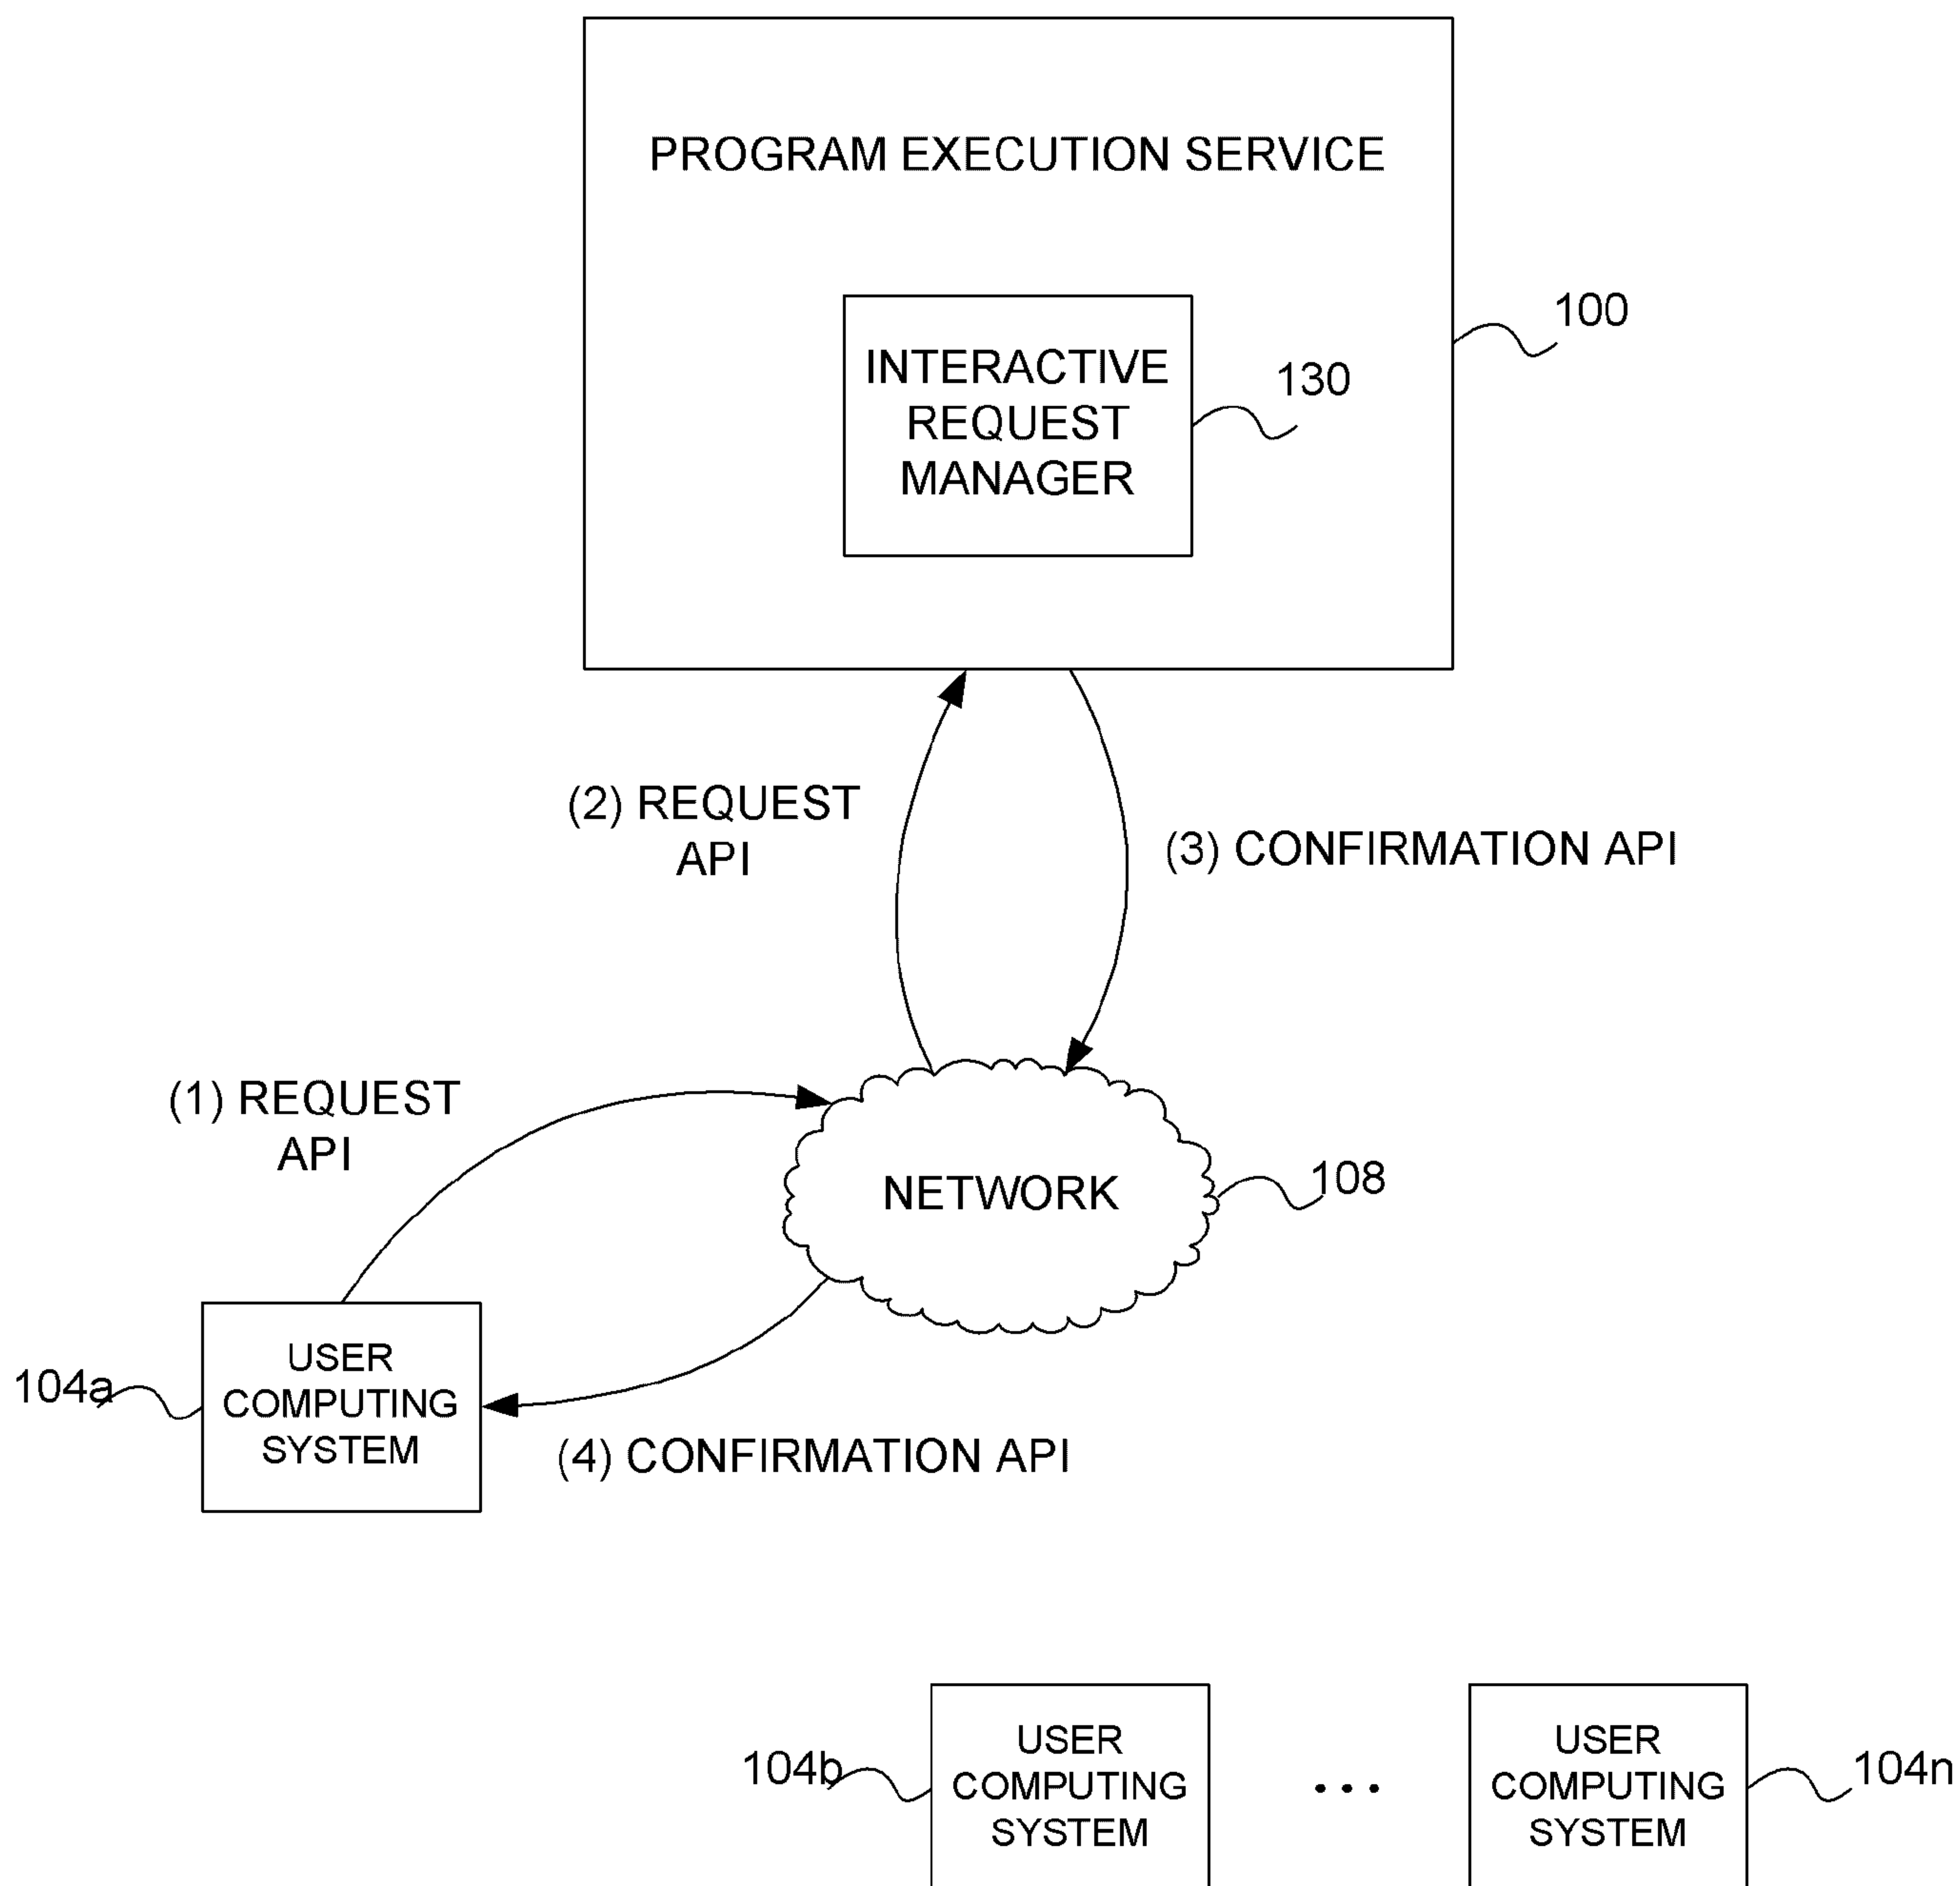 PROGRAM EXECUTION SERVICE
100
INTERACTIVE
REQUEST
MANAGER
130
(2) REQUEST
API
(3) CONFIRMATION API
(1) REQUEST
API
NETWORK
108
USER
COMPUTING
SYSTEM
104a
(4) CONFIRMATION API
104b
USER
COMPUTING
SYSTEM
...
USER
COMPUTING
SYSTEM
104n